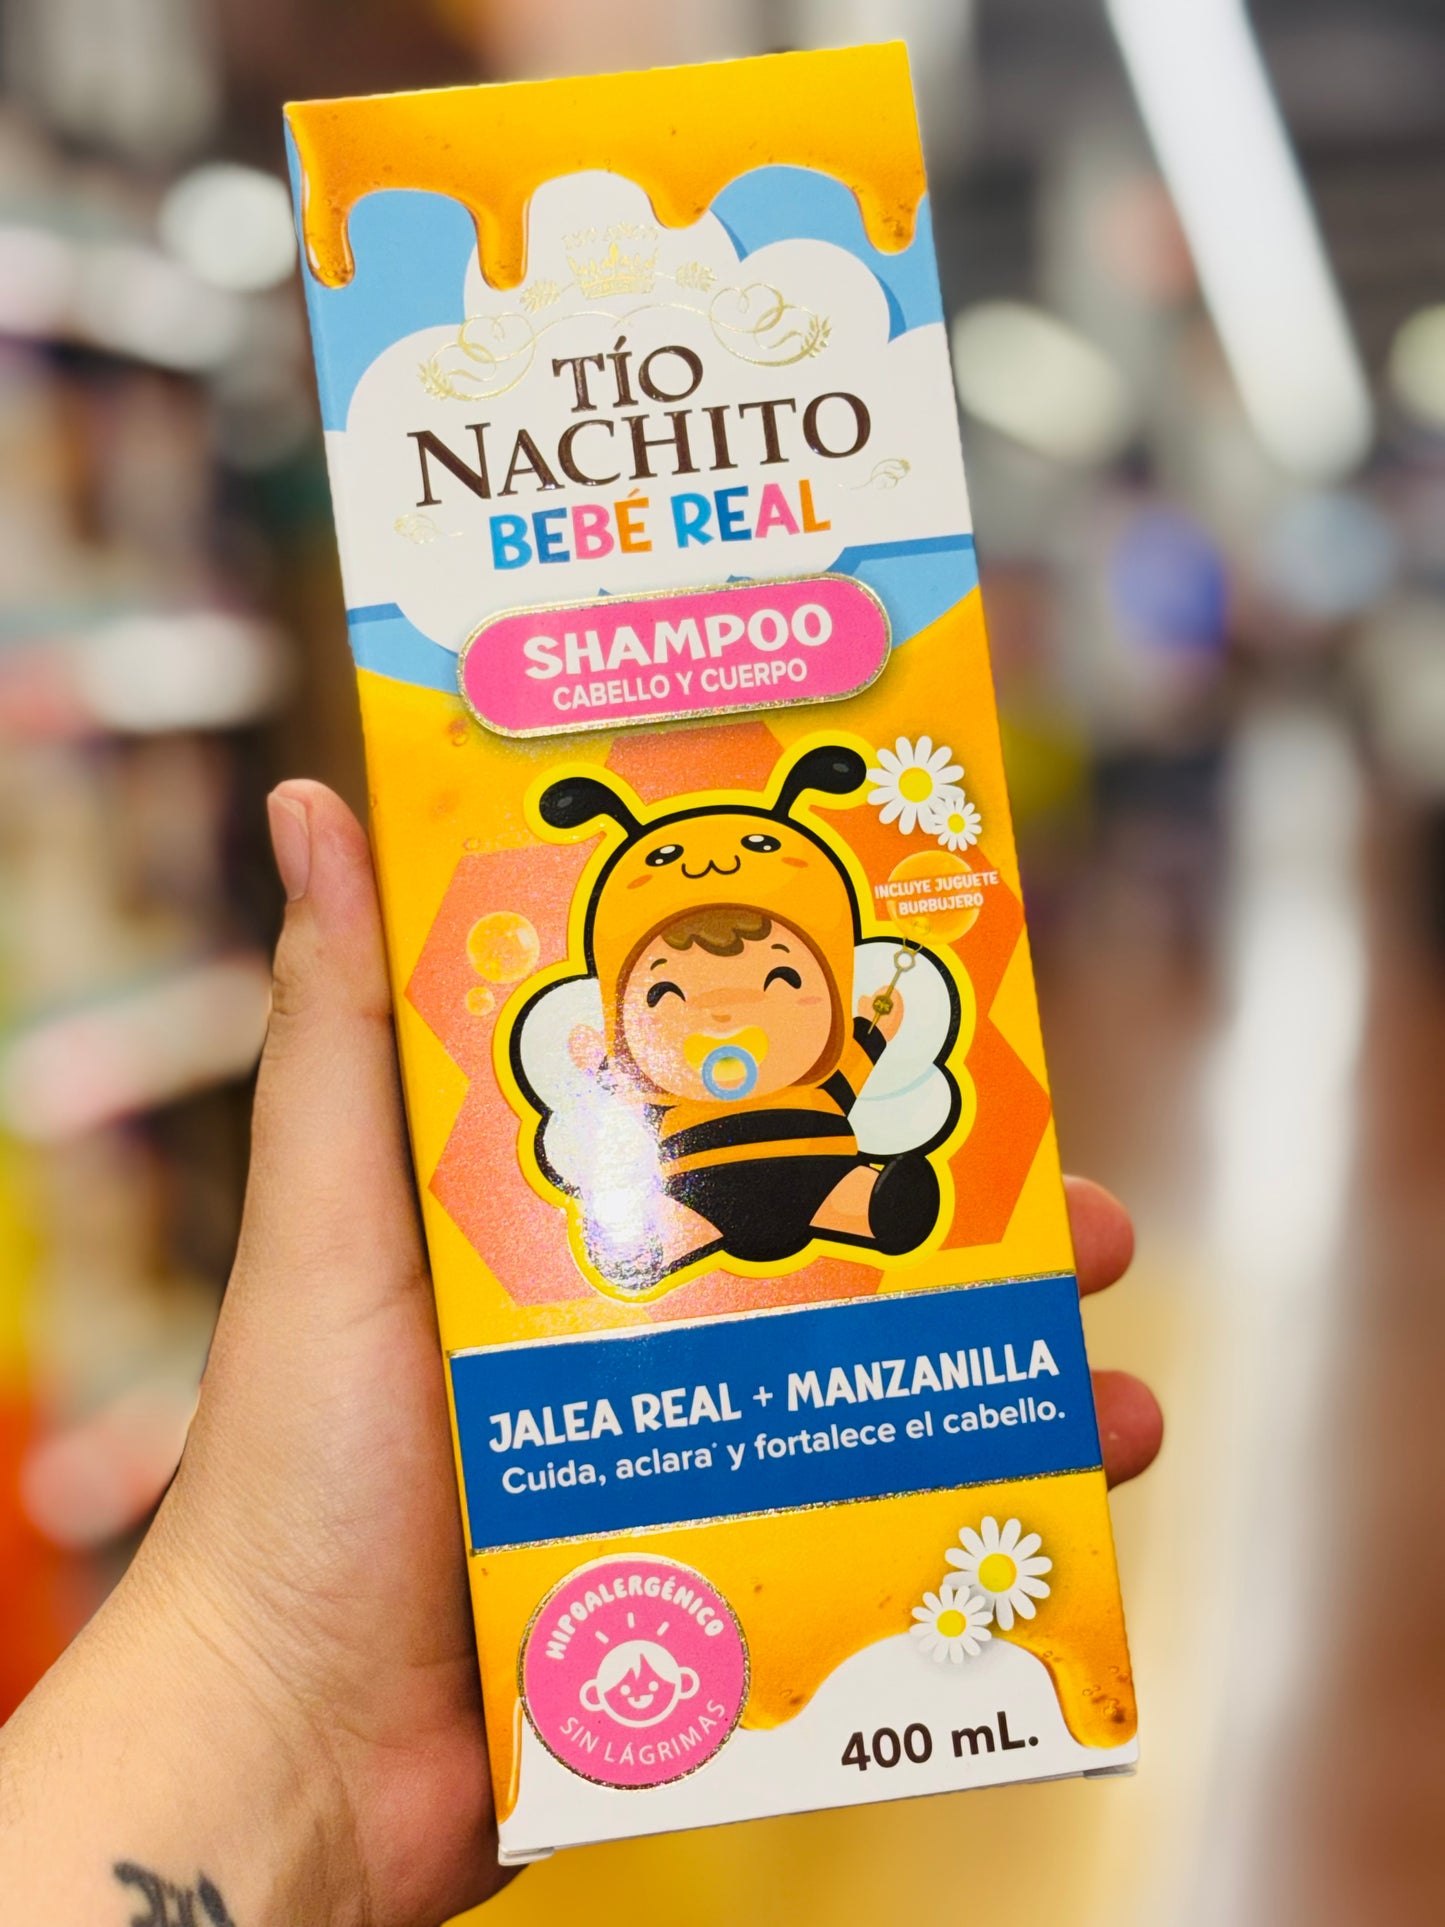 TÍO
NACHITO
BEBÉ REAL
SHAMPOO
CABELLO Y CUERPO
INCLUYE JUGUETE
BURBUJERO
JALEA REAL + MANZANILLA
Cuida, aclara* y fortalece el cabello.
HIPOALERGÉNICO
SIN LÁGRIMAS
400 mL.